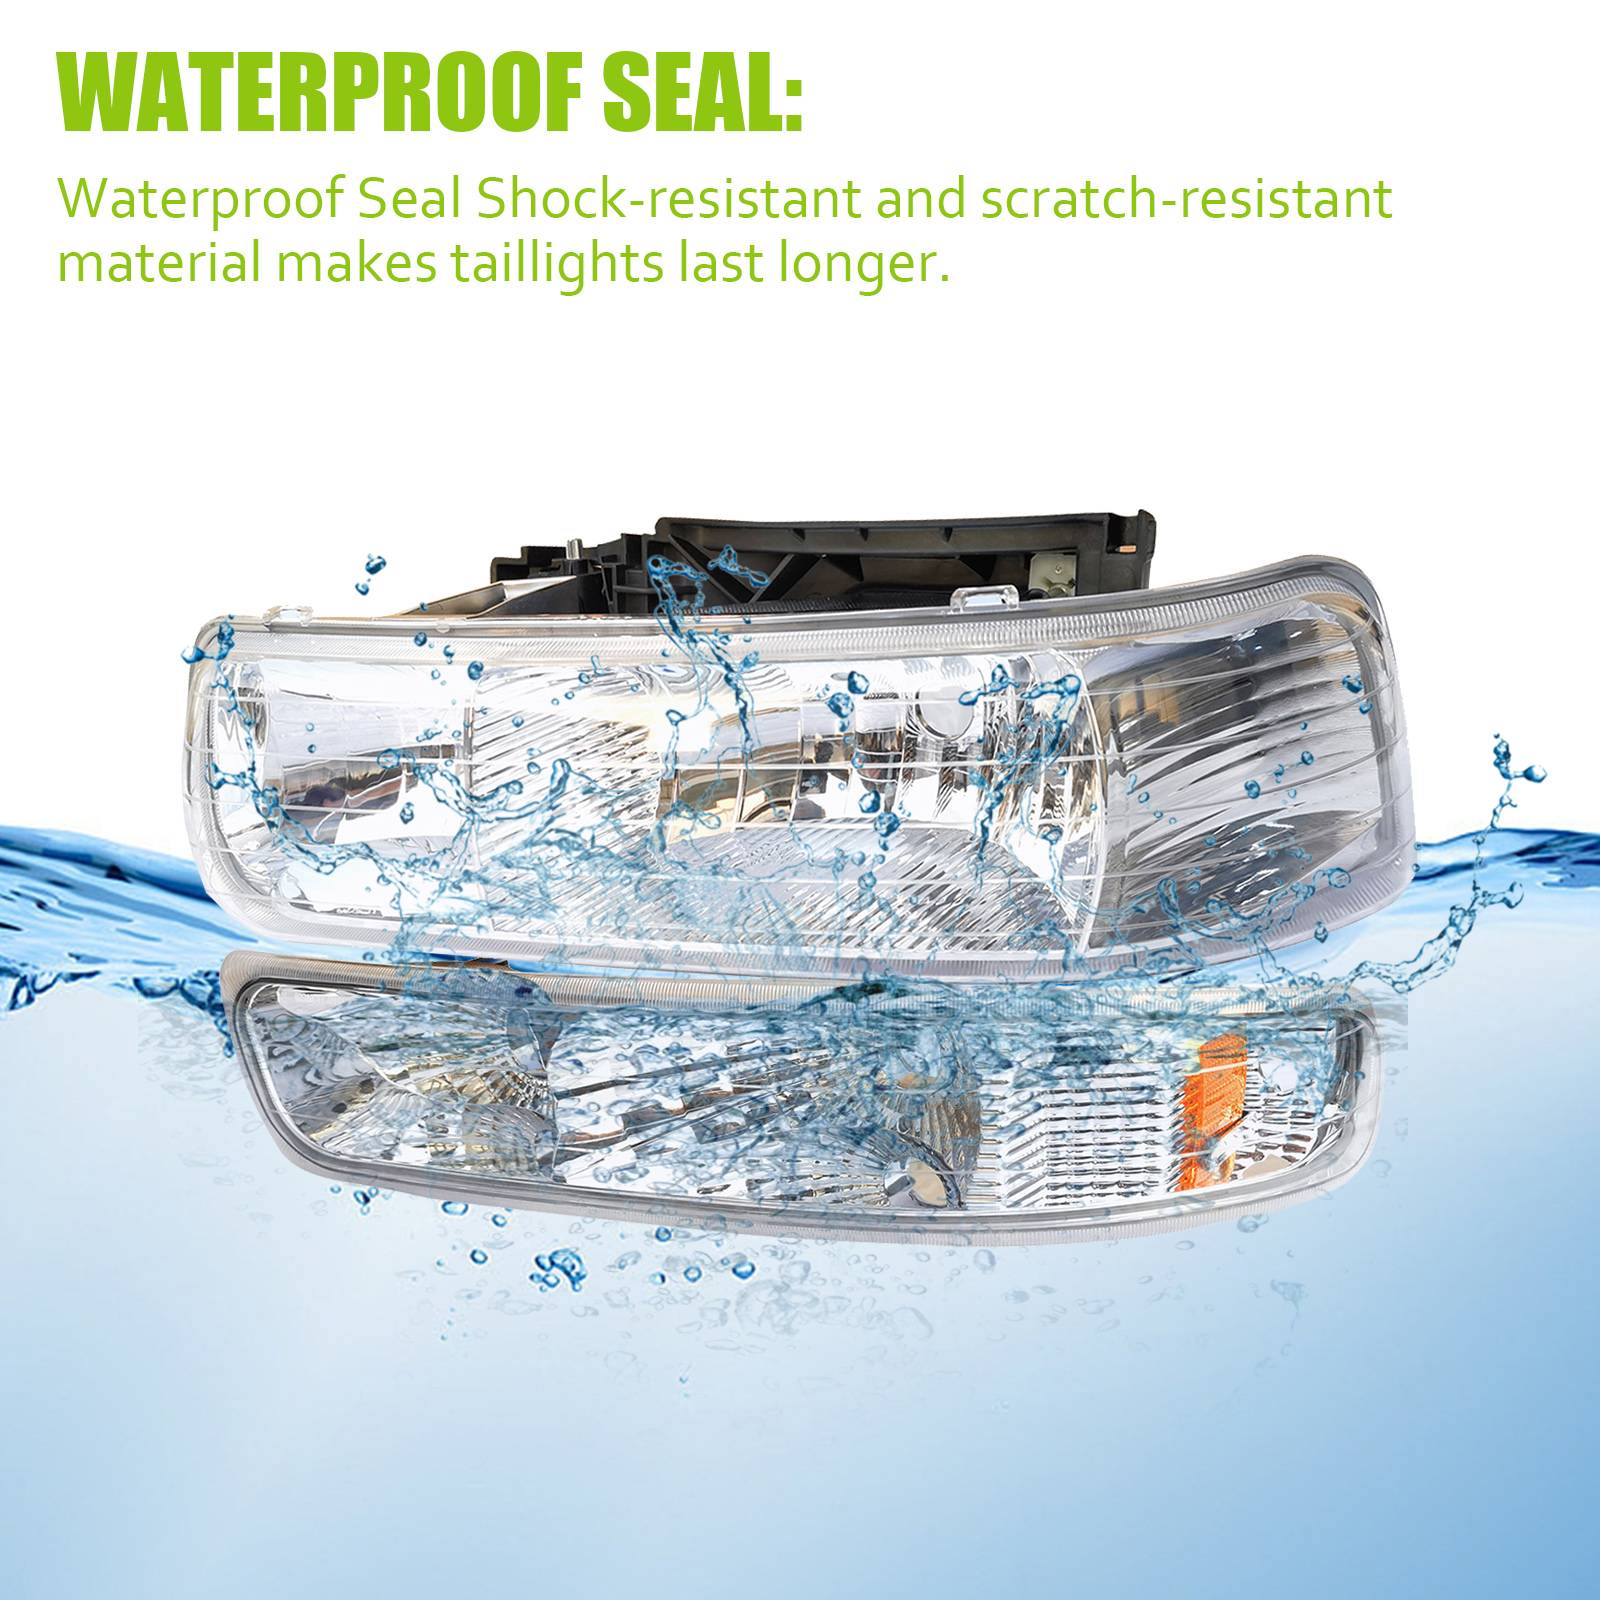 WATERPROOF SEAL:
Waterproof Seal Shock-resistant and scratch-resistant
material makes taillights last longer.